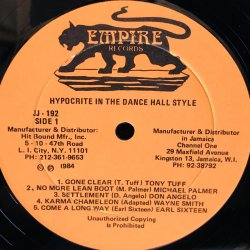 EMPIRE
RECORDS
HYPOCRITE IN THE DANCE HALL STYLE
JJ - 192
SIDE 1
Manufacturer & Distributor:
Hit Bound Mfr., Inc.
5 - 10 - 47th Road
L. I. City, N.Y. 11101
PH: 212-361-9653
℗ 1984
Manufacturer & Distributor
in Jamaica
Channel One
29 Maxfield Avenue
Kingston 13, Jamaica, W.I.
PH: 92-38792
1. GONE CLEAR (T. Tuff) TONY TUFF
2. NO MORE LEAN BOOT (M. Palmer) MICHAEL PALMER
3. SETTLEMENT (D. Angelo) DON ANGELO
4. KARMA CHAMELEON (Adapted) WAYNE SMITH
5. COME A LONG WAY (Earl Sixteen) EARL SIXTEEN
Unauthorized Copying
Is Prohibited